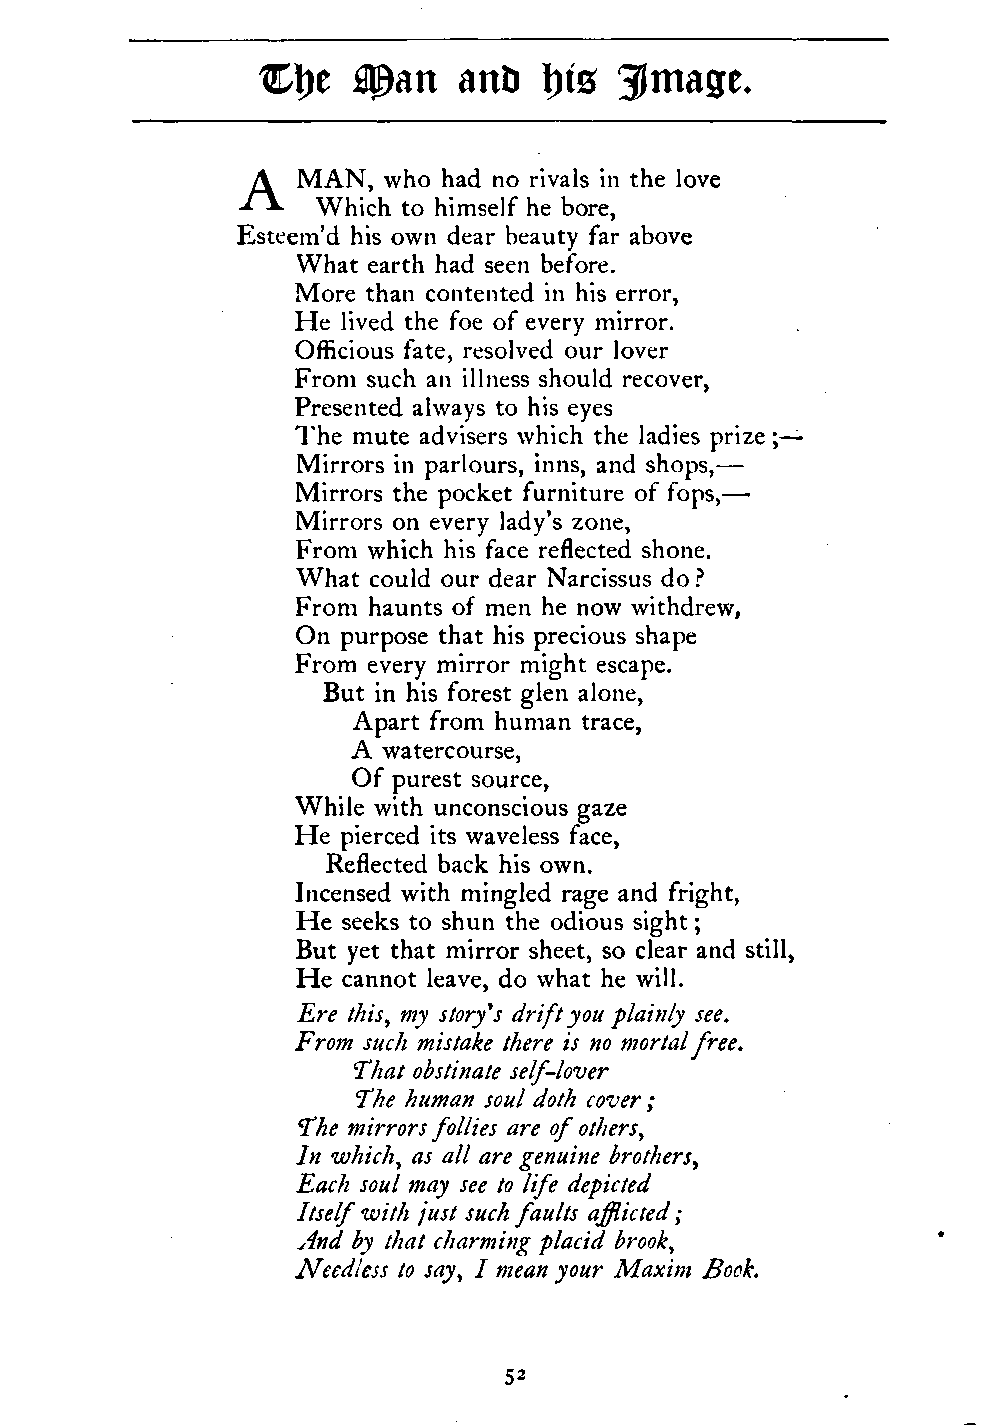 The Man and his Image.
A MAN, who had no rivals in the love
Which to himself he bore,
Esteem'd his own dear beauty far above
What earth had seen before.
More than contented in his error,
He lived the foe of every mirror.
Officious fate, resolved our lover
From such an illness should recover,
Presented always to his eyes
The mute advisers which the ladies prize;—
Mirrors in parlours, inns, and shops,—
Mirrors the pocket furniture of fops,—
Mirrors on every lady's zone,
From which his face reflected shone.
What could our dear Narcissus do?
From haunts of men he now withdrew,
On purpose that his precious shape
From every mirror might escape.
But in his forest glen alone,
Apart from human trace,
A watercourse,
Of purest source,
While with unconscious gaze
He pierced its waveless face,
Reflected back his own.
Incensed with mingled rage and fright,
He seeks to shun the odious sight;
But yet that mirror sheet, so clear and still,
He cannot leave, do what he will.
Ere this, my story's drift you plainly see.
From such mistake there is no mortal free.
That obstinate self-lover
The human soul doth cover;
The mirrors follies are of others,
In which, as all are genuine brothers,
Each soul may see to life depicted
Itself with just such faults afflicted;
And by that charming placid brook,
Needless to say, I mean your Maxim Book.
52